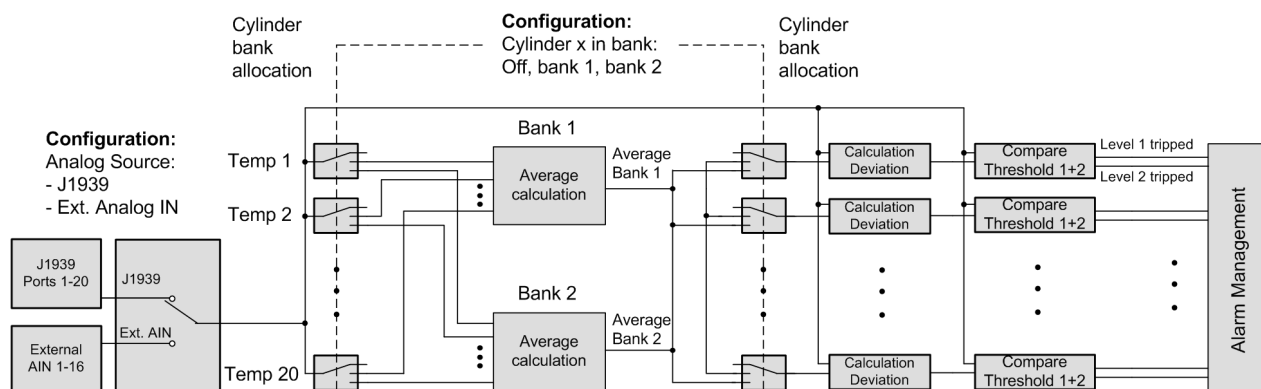 Cylinder
bank
allocation
Configuration:
Cylinder x in bank:
Off, bank 1, bank 2
Cylinder
bank
allocation
Configuration:
Analog Source:
- J1939
- Ext. Analog IN
J1939
Ports 1-20
External
AIN 1-16
J1939
Ext. AIN
Temp 1
Temp 2
Temp 20
Bank 1
Average
calculation
Average
Bank 1
Bank 2
Average
calculation
Average
Bank 2
Calculation
Deviation
Compare
Threshold 1+2
Level 1 tripped
Level 2 tripped
Calculation
Deviation
Compare
Threshold 1+2
Calculation
Deviation
Compare
Threshold 1+2
Alarm Management